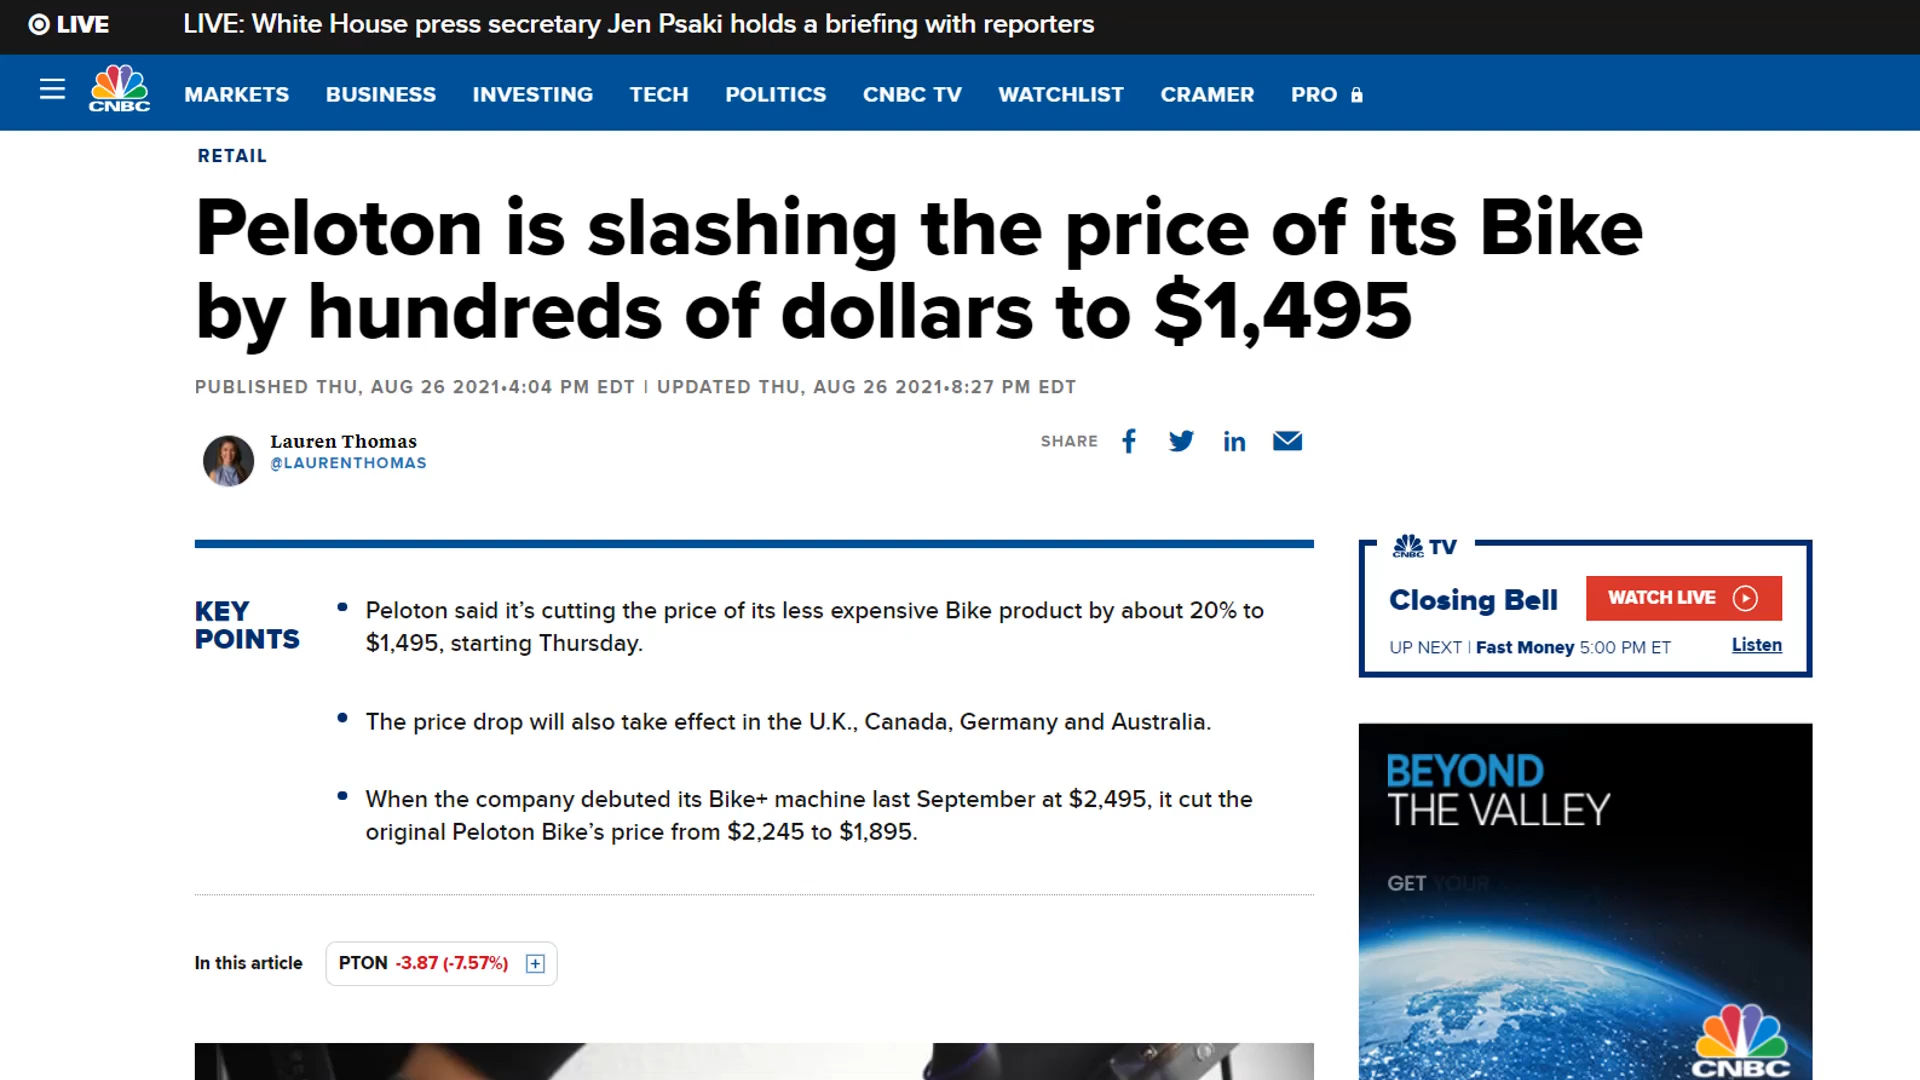 LIVE
LIVE: White House press secretary Jen Psaki holds a briefing with reporters
CNBC
MARKETS BUSINESS INVESTING TECH POLITICS CNBC TV WATCHLIST CRAMER PRO
RETAIL
Peloton is slashing the price of its Bike
by hundreds of dollars to $1,495
PUBLISHED THU, AUG 26 2021•4:04 PM EDT | UPDATED THU, AUG 26 2021•8:27 PM EDT
Lauren Thomas
@LAURENTHOMAS
SHARE
KEY
POINTS
• Peloton said it’s cutting the price of its less expensive Bike product by about 20% to
$1,495, starting Thursday.
• The price drop will also take effect in the U.K., Canada, Germany and Australia.
• When the company debuted its Bike+ machine last September at $2,495, it cut the
original Peloton Bike’s price from $2,245 to $1,895.
In this article
PTON -3.87 (-7.57%)
CNBC TV
Closing Bell
WATCH LIVE
UP NEXT | Fast Money 5:00 PM ET
Listen
BEYOND
THE VALLEY
GET YOUR
CNBC